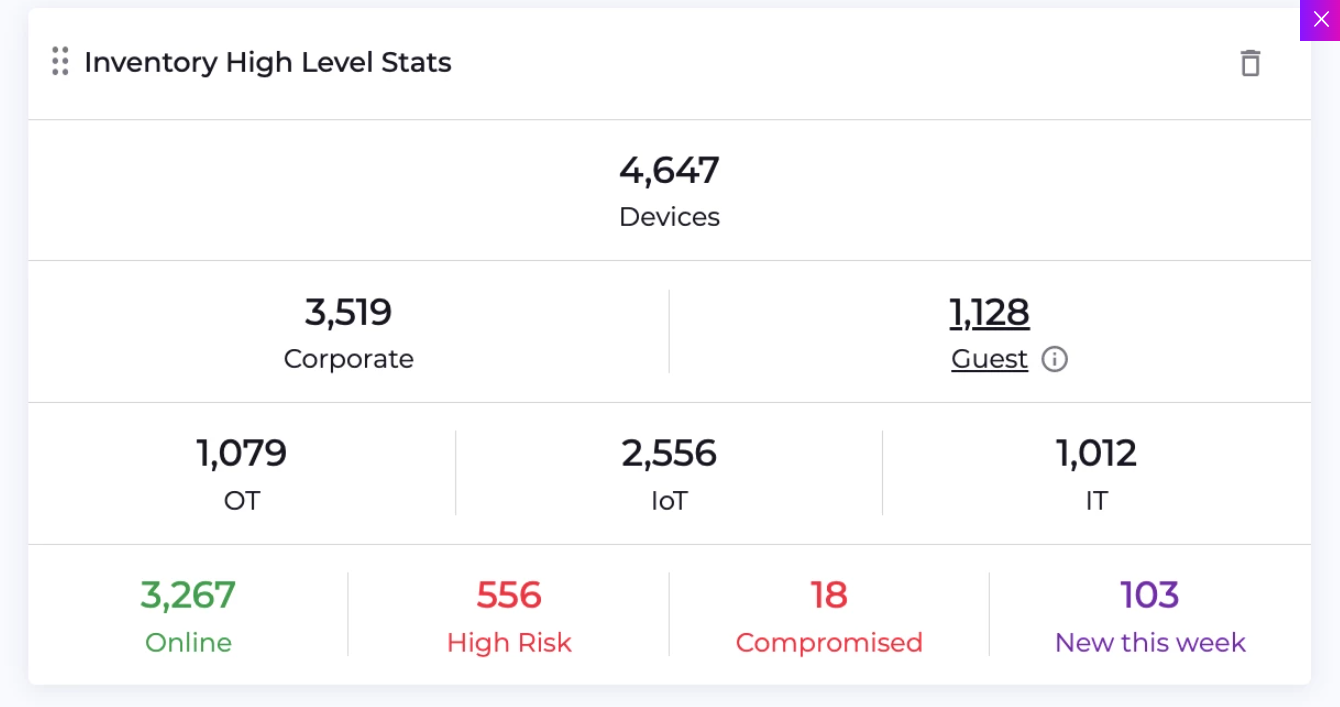 Inventory High Level Stats
4,647
Devices
3,519
Corporate
1,128
Guest
1,079
OT
2,556
IoT
1,012
IT
3,267
Online
556
High Risk
18
Compromised
103
New this week